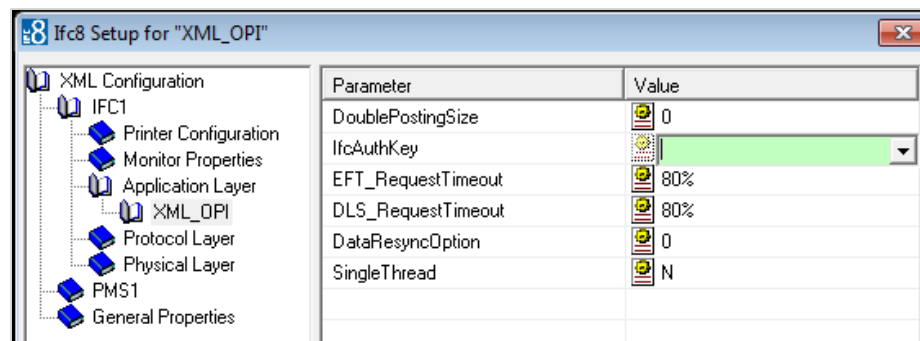 Ifc8 Setup for "XML_OPI"
XML Configuration
IFC1
Printer Configuration
Monitor Properties
Application Layer
XML_OPI
Protocol Layer
Physical Layer
PMS1
General Properties
Parameter Value
DoublePostingSize 0
IfcAuthKey
EFT_RequestTimeout 80%
DLS_RequestTimeout 80%
DataResyncOption 0
SingleThread N